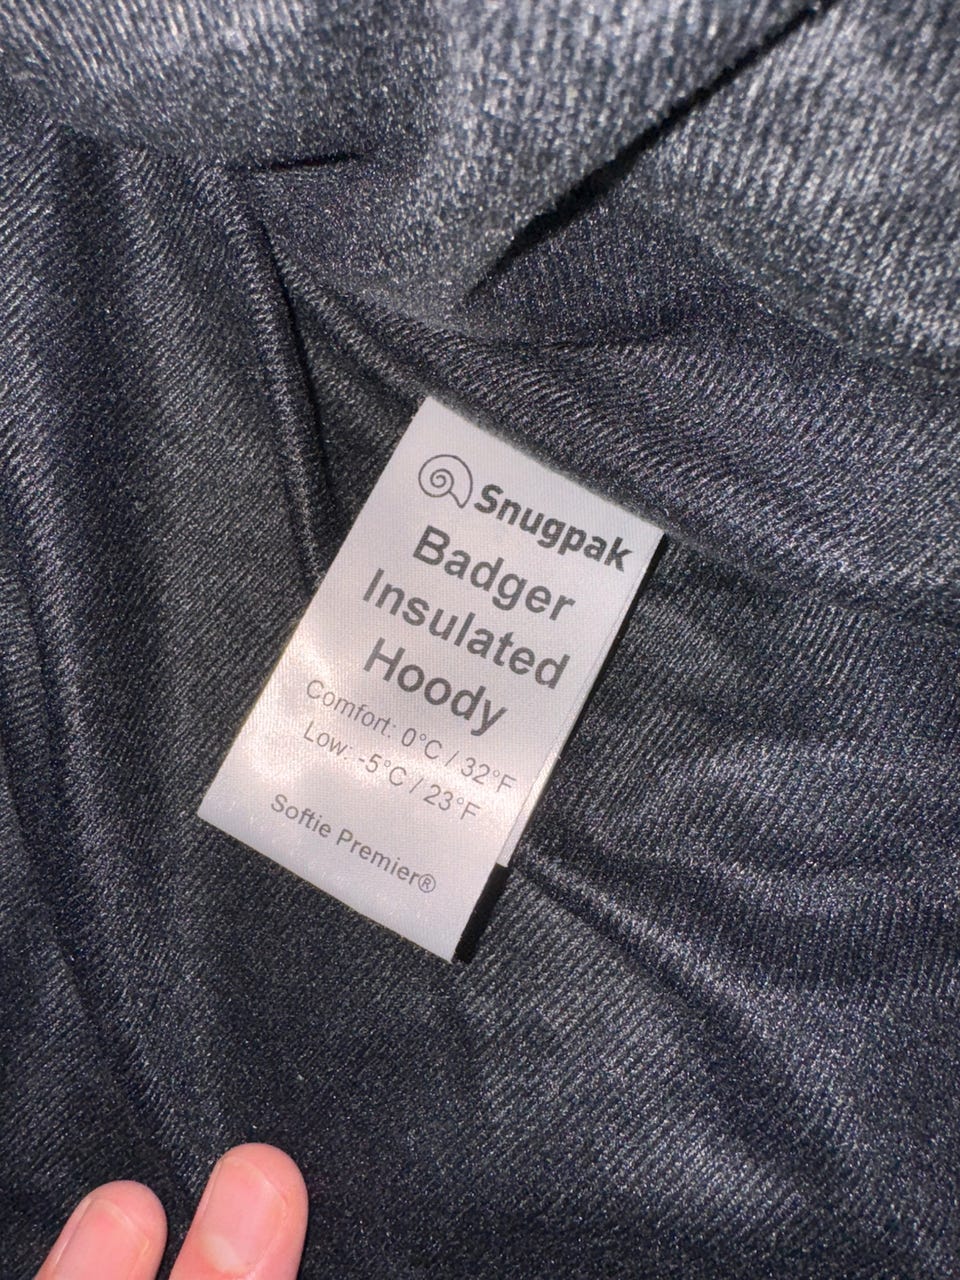 Snugpak
Badger
Insulated
Hoody
Comfort: 0°C / 32°F
Low: -5°C / 23°F
Softie Premier®